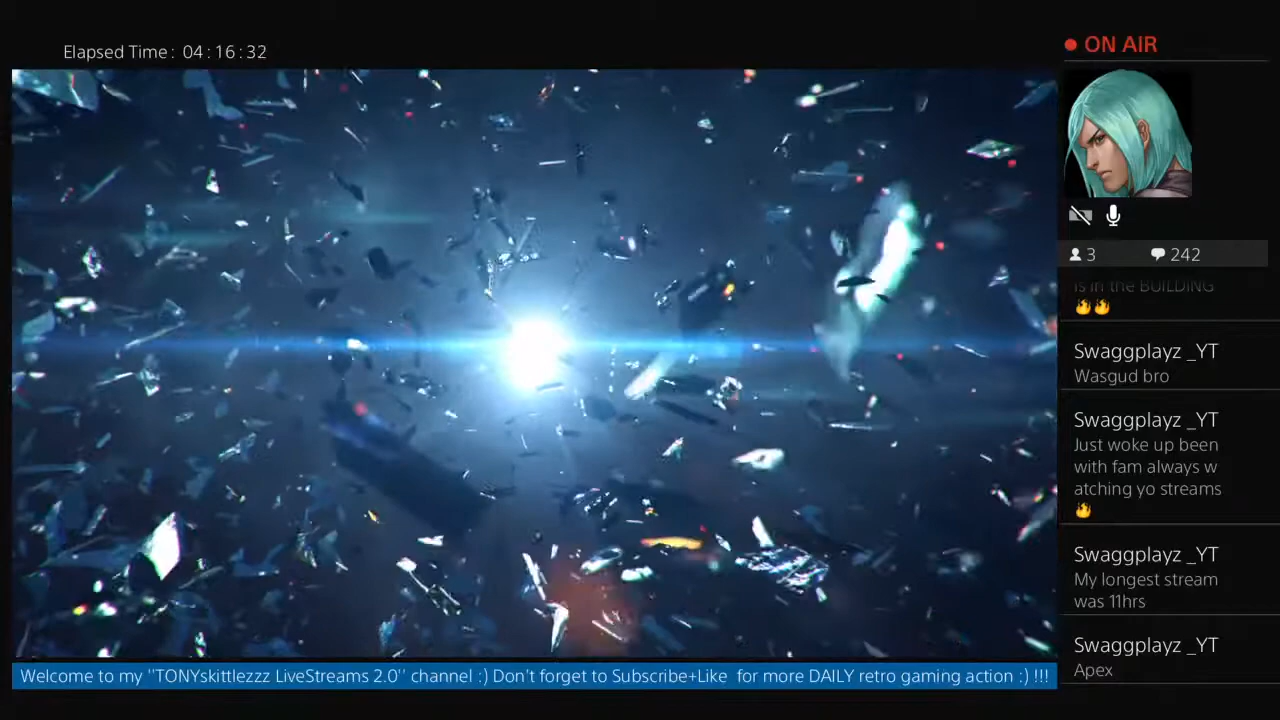 Elapsed Time: 04:16:32
ON AIR
3 242
is in the BUILDING
🔥🔥
Swaggplayz _YT
Wasgud bro
Swaggplayz _YT
Just woke up been
with fam always w
atching yo streams
🔥
Swaggplayz _YT
My longest stream
was 11hrs
Swaggplayz _YT
Apex
Welcome to my ''TONYskittlezzz LiveStreams 2.0'' channel :) Don't forget to Subscribe+Like  for more DAILY retro gaming action :) !!!